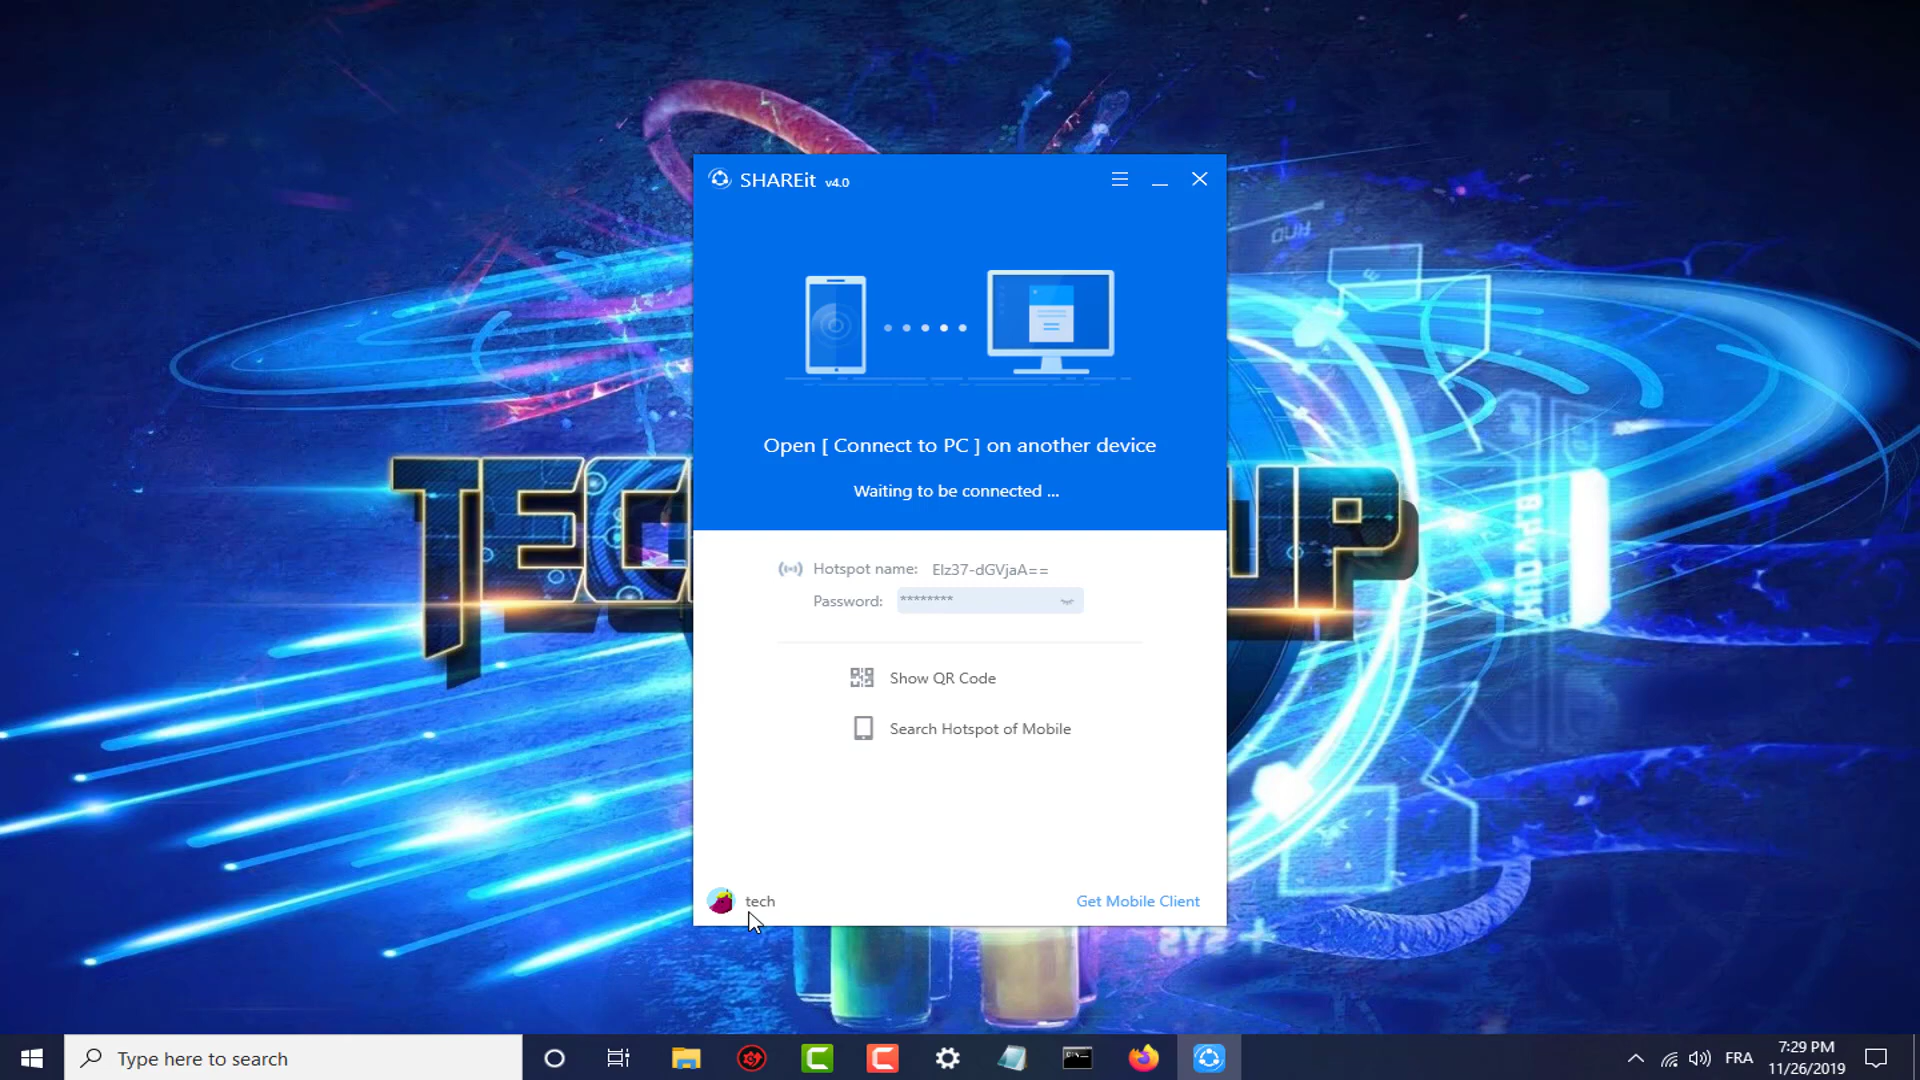 SHAREit v4.0
Open [ Connect to PC ] on another device
Waiting to be connected ...
TEC
UP
Hotspot name: Elz37-dGVjaA==
Password: ********
Show QR Code
Search Hotspot of Mobile
tech
Get Mobile Client
Type here to search
FRA
7:29 PM
11/26/2019